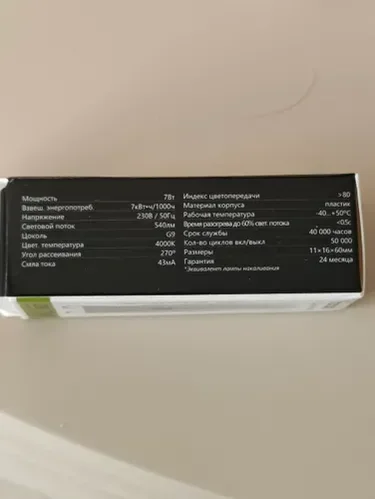 Мощность 7Вт
Взвеш. энергопотреб. 7кВт•ч/1000ч
Напряжение 230В / 50Гц
Световой поток 540лм
Цоколь G9
Цвет. температура 4000К
Угол рассеивания 270°
Сила тока 43мА
Индекс цветопередачи >80
Материал корпуса пластик
Рабочая температура -40...+50°С
Время разогрева до 60% свет. потока <0.5с
Срок службы 40 000 часов
Кол-во циклов вкл/выкл 50 000
Размеры 11×16×60мм
Гарантия 24 месяца
*Эквивалент лампы накаливания